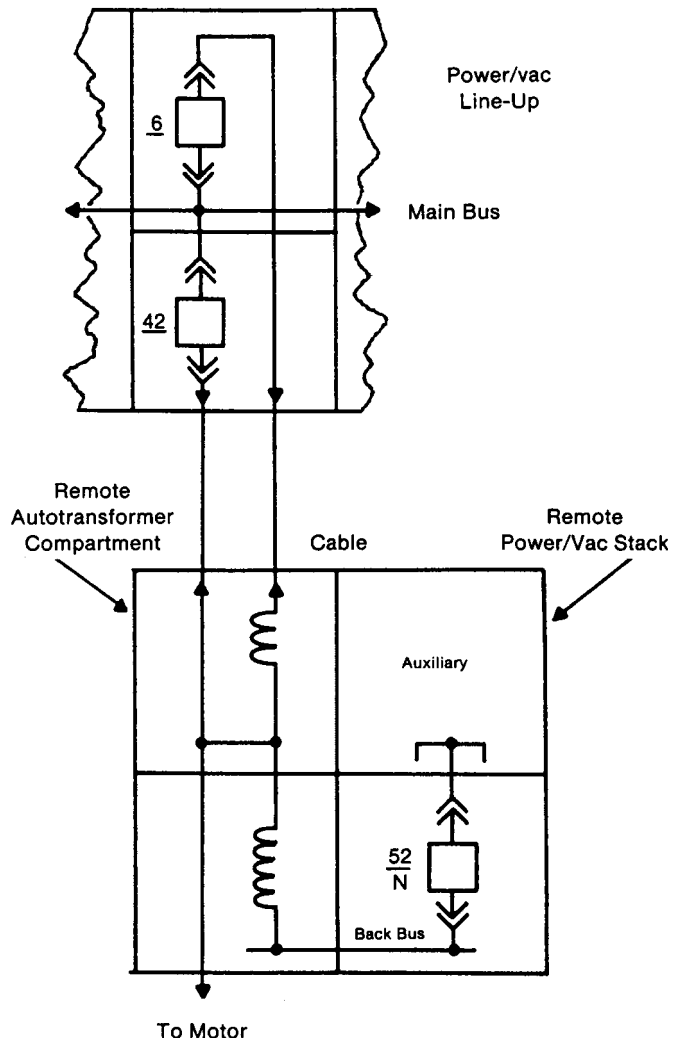 Power/vac
Line-Up
6
Main Bus
42
Remote
Autotransformer
Compartment
Cable
Remote
Power/Vac Stack
Auxiliary
52
N
Back Bus
To Motor